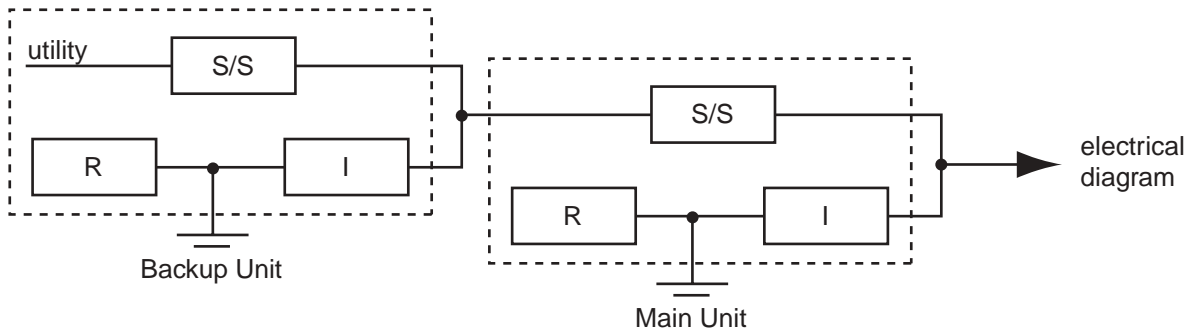 utility
S/S
R
I
Backup Unit
S/S
R
I
Main Unit
electrical
diagram